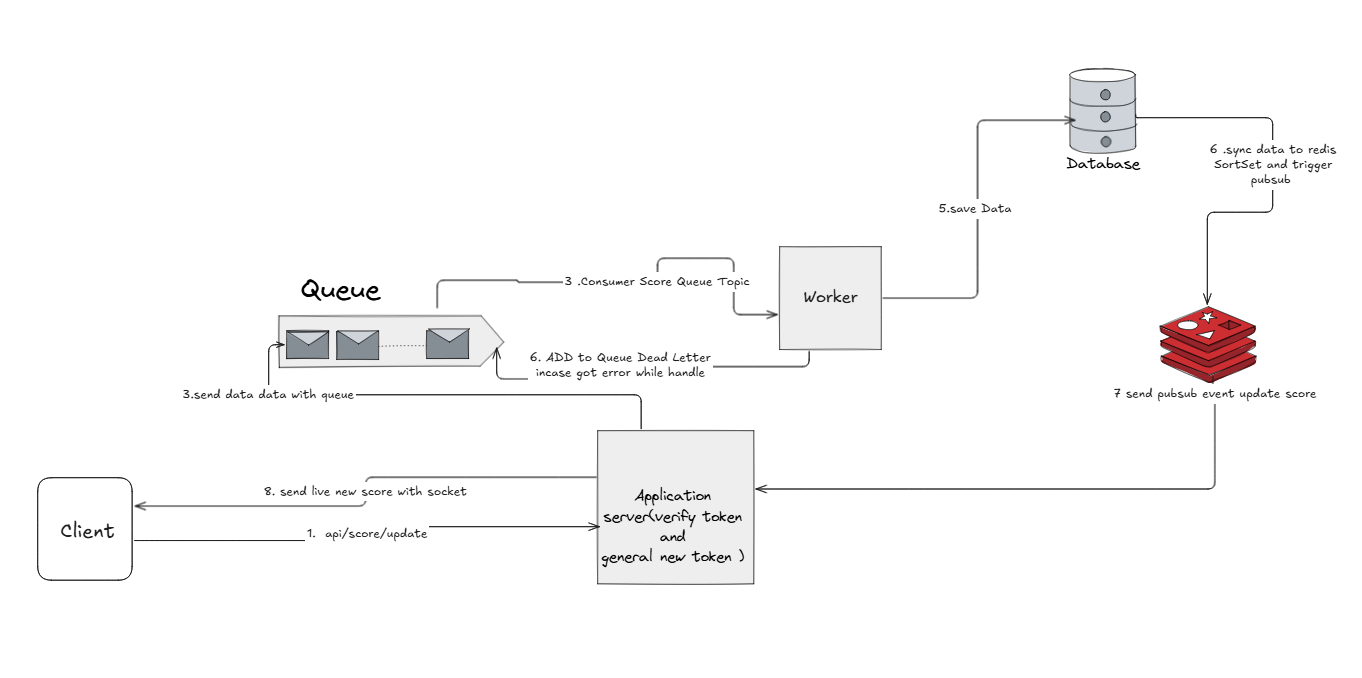 Database
6 .sync data to redis
SortSet and trigger
pubsub
5.save Data
Queue
3 .Consumer Score Queue Topic
Worker
6. ADD to Queue Dead Letter
incase got error while handle
3.send data data with queue
7 send pubsub event update score
8. send live new score with socket
Application
server(verify token
and
general new token )
Client
1. api/score/update